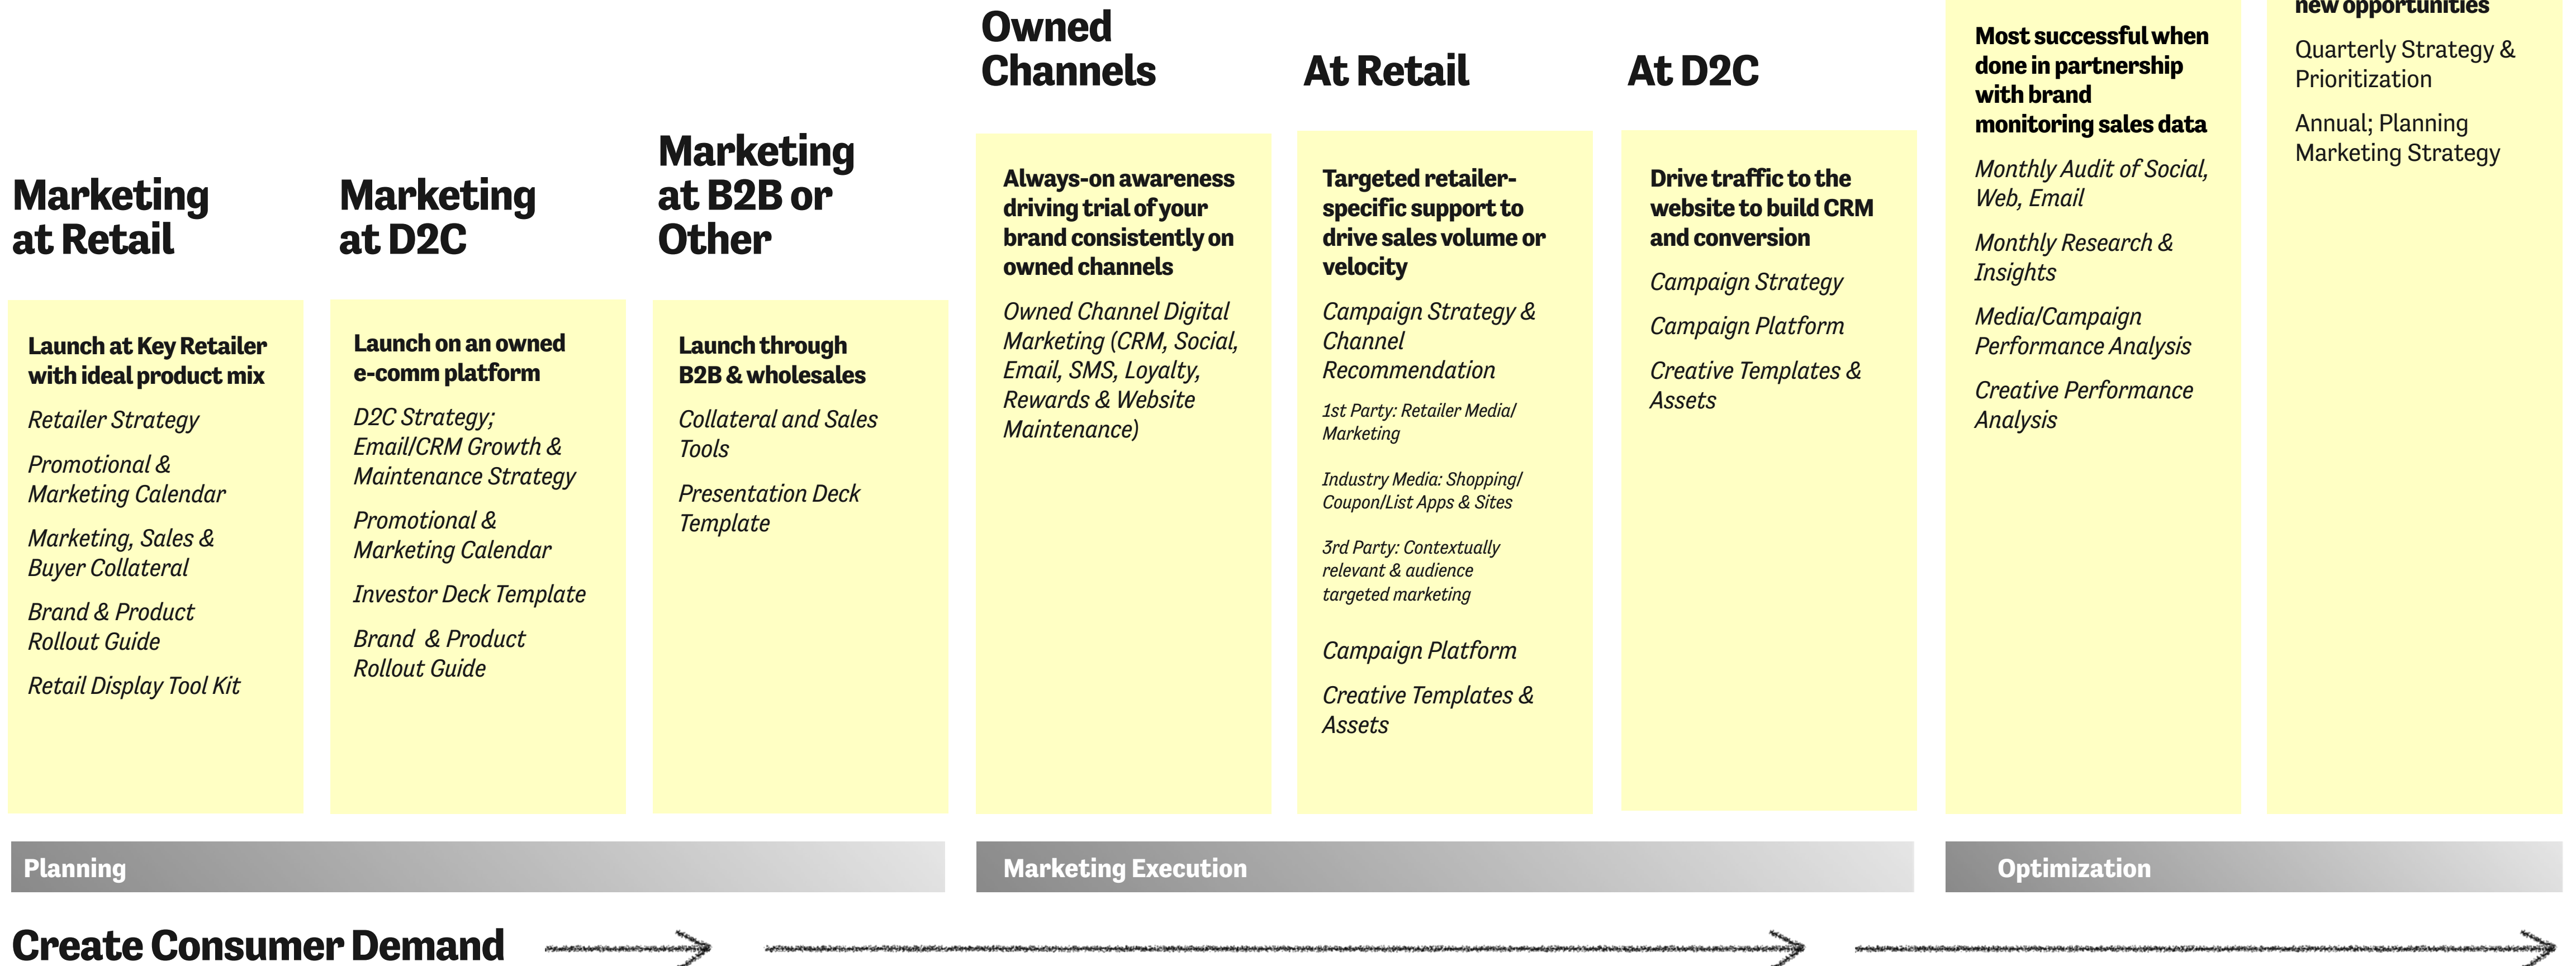 Marketing
at Retail
Launch at Key Retailer
with ideal product mix
Retailer Strategy
Promotional &
Marketing Calendar
Marketing, Sales &
Buyer Collateral
Brand & Product
Rollout Guide
Retail Display Tool Kit
Marketing
at D2C
Launch on an owned
e-comm platform
D2C Strategy;
Email/CRM Growth &
Maintenance Strategy
Promotional &
Marketing Calendar
Investor Deck Template
Brand  & Product
Rollout Guide
Marketing
at B2B or
Other
Launch through
B2B & wholesales
Collateral and Sales
Tools
Presentation Deck
Template
Owned
Channels
Always-on awareness
driving trial of your
brand consistently on
owned channels
Owned Channel Digital
Marketing (CRM, Social,
Email, SMS, Loyalty,
Rewards & Website
Maintenance)
At Retail
Targeted retailer-
specific support to
drive sales volume or
velocity
Campaign Strategy &
Channel
Recommendation
1st Party: Retailer Media/
Marketing
Industry Media: Shopping/
Coupon/List Apps & Sites
3rd Party: Contextually
relevant & audience
targeted marketing
Campaign Platform
Creative Templates &
Assets
At D2C
Drive traffic to the
website to build CRM
and conversion
Campaign Strategy
Campaign Platform
Creative Templates &
Assets
Most successful when
done in partnership
with brand
monitoring sales data
Monthly Audit of Social,
Web, Email
Monthly Research &
Insights
Media/Campaign
Performance Analysis
Creative Performance
Analysis
new opportunities
Quarterly Strategy &
Prioritization
Annual; Planning
Marketing Strategy
Planning
Marketing Execution
Optimization
Create Consumer Demand